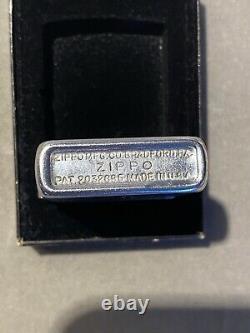 ZIPPO MFG. CO. BRADFORD, PA.
ZIPPO
PAT. 2032695 MADE IN U.S.A.